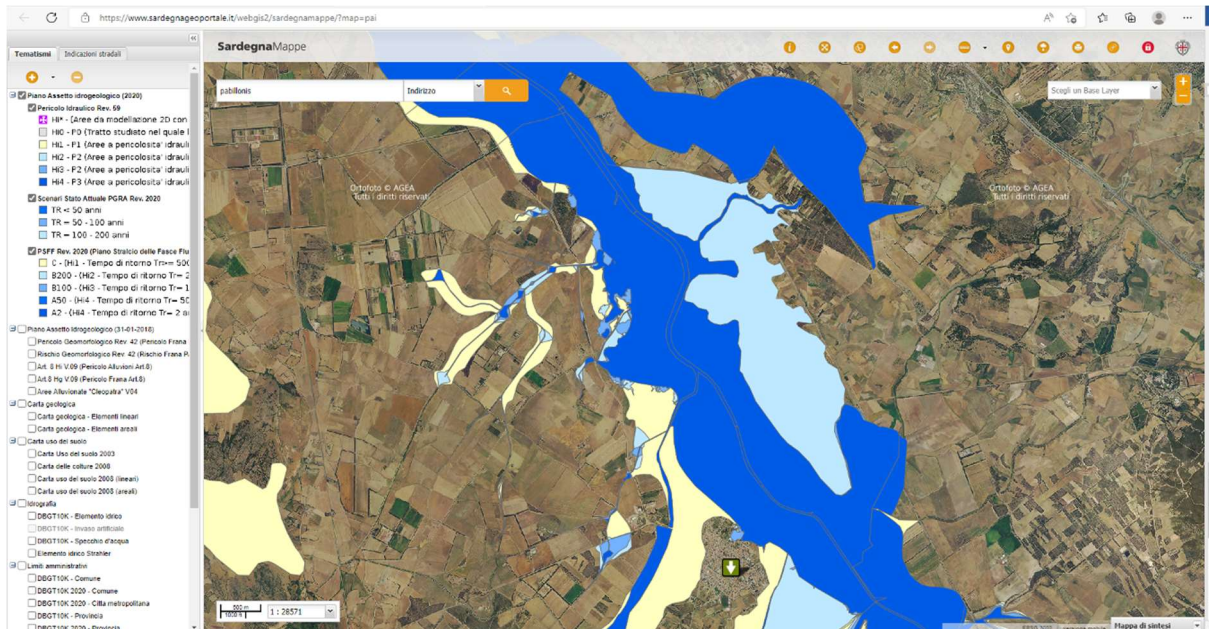 https://www.sardegnageoportale.it/webgis2/sardegnamappe/?map=pai
Tematismi
Indicazioni stradali
SardegnaMappe
pabillonis
Indirizzo
Scegli un Base Layer
Piano Assetto idrogeologico (2020)
Pericolo Idraulico Rev. 59
Hi* - (Aree da modellazione 2D con
Hi0 - P0 (Tratto studiato nel quale l
Hi1 - P1 (Aree a pericolosita' idrauli
Hi2 - P2 (Aree a pericolosita' idrauli
Hi3 - P2 (Aree a pericolosita' idrauli
Hi4 - P3 (Aree a pericolosita' idrauli
Scenari Stato Attuale PGRA Rev. 2020
TR < 50 anni
TR = 50 - 100 anni
TR = 100 - 200 anni
PSFF Rev. 2020 (Piano Stralcio delle Fasce Flu
C - (Hi1 - Tempo di ritorno Tr>= 500
B200 - (Hi2 - Tempo di ritorno Tr= 2
B100 - (Hi3 - Tempo di ritorno Tr= 1
A50 - (Hi4 - Tempo di ritorno Tr= 50
A2 - (Hi4 - Tempo di ritorno Tr= 2 a
Piano Assetto Idrogeologico (31-01-2018)
Pericolo Geomorfologico Rev. 42 (Pericolo Frana
Rischio Geomorfologico Rev. 42 (Rischio Frana P
Art. 8 Hi V.09 (Pericolo Alluvioni Art.8)
Art.8 Hg V.09 (Pericolo Frana Art.8)
Aree Alluvionate "Cleopatra" V04
Carta geologica
Carta geologica - Elementi lineari
Carta geologica - Elementi areali
Carta uso del suolo
Carta Uso del suolo 2003
Carta delle colture 2008
Carta uso del suolo 2008 (lineari)
Carta uso del suolo 2008 (areali)
Idrografia
DBGT10K - Elemento idrico
DBGT10K - Invaso artificiale
DBGT10K - Specchio d'acqua
Elemento idrico Strahler
Limiti amministrativi
DBGT10K - Comune
DBGT10K 2020 - Comune
DBGT10K 2020 - Citta metropolitana
DBGT10K - Provincia
DBGT10K 2020 - Provincia
Ortofoto © AGEA
Tutti i diritti riservati
Ortofoto © AGEA
Tutti i diritti riservati
500 m
1000 ft
1 : 28571
Mappa di sintesi